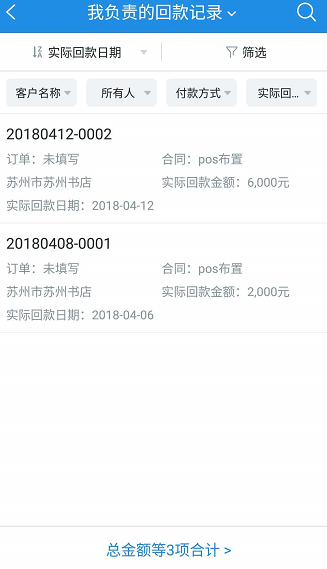 我负责的回款记录
实际回款日期 筛选
客户名称 所有人 付款方式 实际回...
20180412-0002
订单：未填写 合同：pos布置
苏州市苏州书店 实际回款金额：6,000元
实际回款日期：2018-04-12
20180408-0001
订单：未填写 合同：pos布置
苏州市苏州书店 实际回款金额：2,000元
实际回款日期：2018-04-06
总金额等3项合计 >